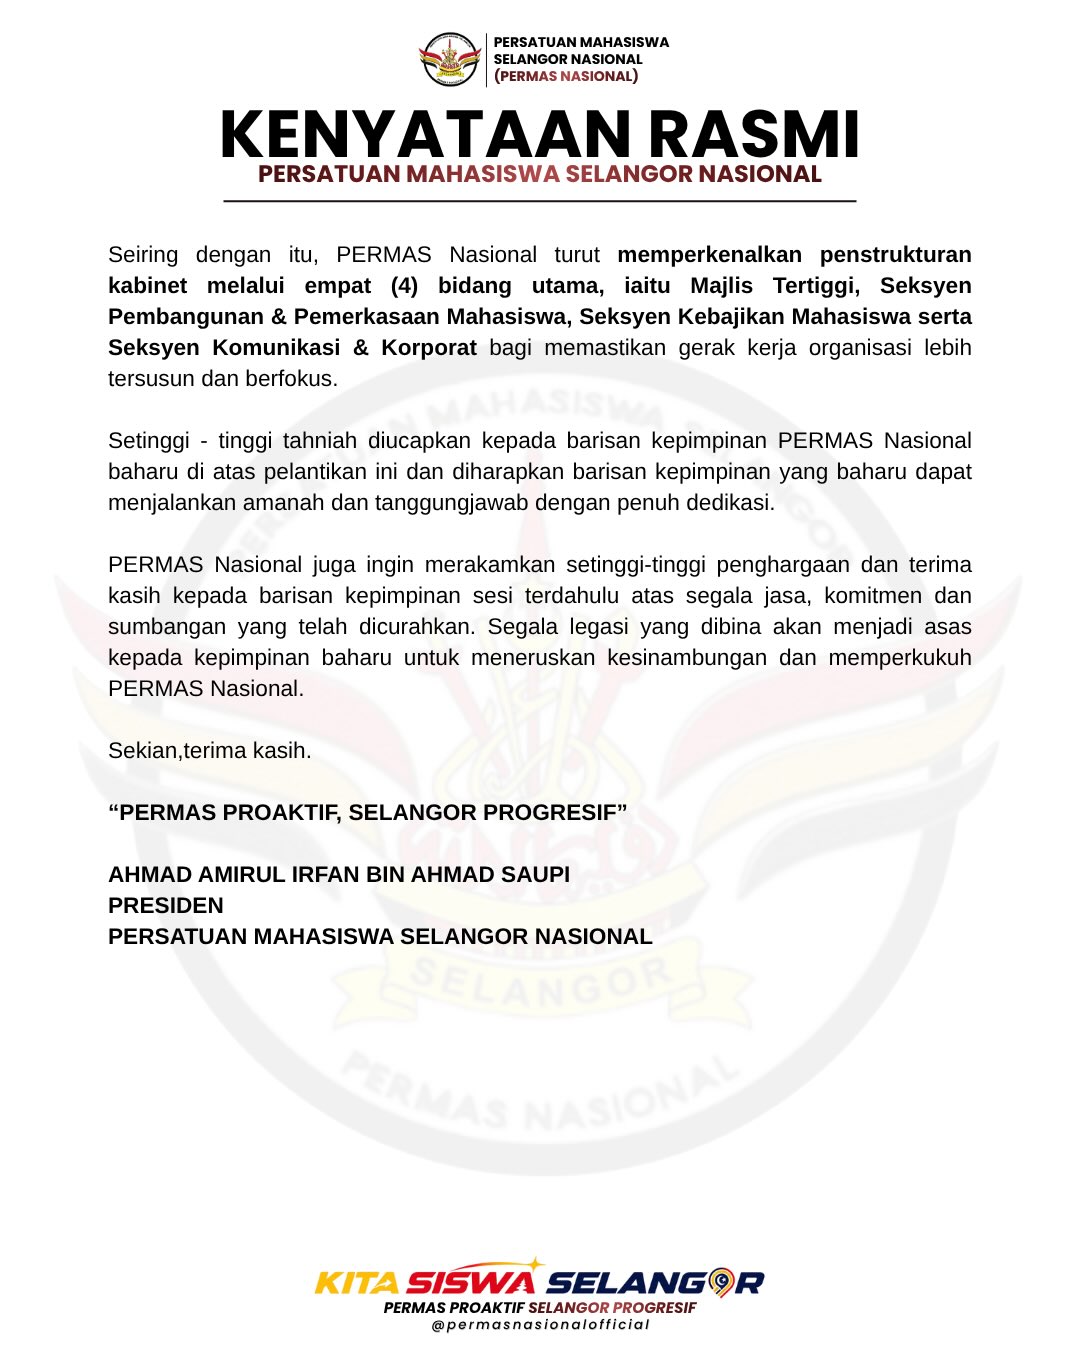 PERSATUAN MAHASISWA
SELANGOR NASIONAL
(PERMAS NASIONAL)
KENYATAAN RASMI
PERSATUAN MAHASISWA SELANGOR NASIONAL
Seiring dengan itu, PERMAS Nasional turut memperkenalkan penstrukturan
kabinet melalui empat (4) bidang utama, iaitu Majlis Tertiggi, Seksyen
Pembangunan & Pemerkasaan Mahasiswa, Seksyen Kebajikan Mahasiswa serta
Seksyen Komunikasi & Korporat bagi memastikan gerak kerja organisasi lebih
tersusun dan berfokus.
Setinggi - tinggi tahniah diucapkan kepada barisan kepimpinan PERMAS Nasional
baharu di atas pelantikan ini dan diharapkan barisan kepimpinan yang baharu dapat
menjalankan amanah dan tanggungjawab dengan penuh dedikasi.
PERMAS Nasional juga ingin merakamkan setinggi-tinggi penghargaan dan terima
kasih kepada barisan kepimpinan sesi terdahulu atas segala jasa, komitmen dan
sumbangan yang telah dicurahkan. Segala legasi yang dibina akan menjadi asas
kepada kepimpinan baharu untuk meneruskan kesinambungan dan memperkukuh
PERMAS Nasional.
Sekian,terima kasih.
“PERMAS PROAKTIF, SELANGOR PROGRESIF”
AHMAD AMIRUL IRFAN BIN AHMAD SAUPI
PRESIDEN
PERSATUAN MAHASISWA SELANGOR NASIONAL
PERSATUAN MAHASISWA SELANGOR
SELANGOR
PERMAS NASIONAL
KITA SISWA SELANGOR
PERMAS PROAKTIF SELANGOR PROGRESIF
@permasnasionalofficial